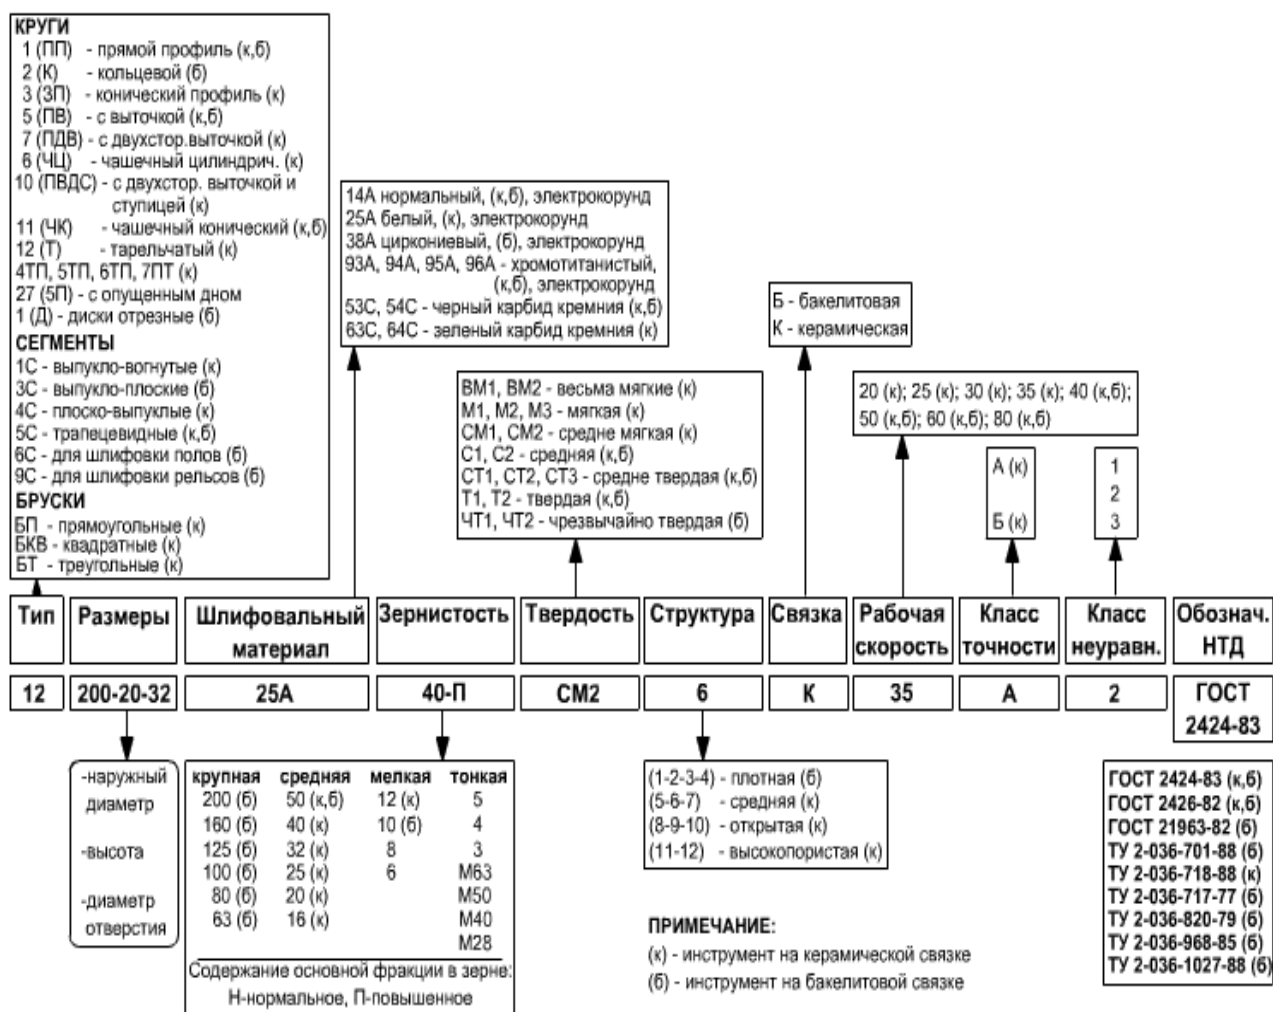 КРУГИ
1 (ПП) - прямой профиль (к,б)
2 (К) - кольцевой (б)
3 (ЗП) - конический профиль (к)
5 (ПВ) - с выточкой (к,б)
7 (ПДВ) - с двухстор.выточкой (к)
6 (ЧЦ) - чашечный цилиндрич. (к)
10 (ПВДС) - с двухстор. выточкой и
ступицей (к)
11 (ЧК) - чашечный конический (к,б)
12 (Т) - тарельчатый (к)
4ТП, 5ТП, 6ТП, 7ПТ (к)
27 (5П) - с опущенным дном
1 (Д) - диски отрезные (б)
СЕГМЕНТЫ
1С - выпукло-вогнутые (к)
3С - выпукло-плоские (б)
4С - плоско-выпуклые (к)
5С - трапецевидные (к,б)
6С - для шлифовки полов (б)
9С - для шлифовки рельсов (б)
БРУСКИ
БП - прямоугольные (к)
БКВ - квадратные (к)
БТ - треугольные (к)
14А нормальный, (к,б), электрокорунд
25А белый, (к), электрокорунд
38А циркониевый, (б), электрокорунд
93А, 94А, 95А, 96А - хромотитанистый,
(к,б), электрокорунд
53С, 54С - черный карбид кремния (к,б)
63С, 64С - зеленый карбид кремния (к)
ВМ1, ВМ2 - весьма мягкие (к)
М1, М2, М3 - мягкая (к)
СМ1, СМ2 - средне мягкая (к)
С1, С2 - средняя (к,б)
СТ1, СТ2, СТ3 - средне твердая (к,б)
Т1, Т2 - твердая (к,б)
ЧТ1, ЧТ2 - чрезвычайно твердая (б)
Б - бакелитовая
К - керамическая
20 (к); 25 (к); 30 (к); 35 (к); 40 (к,б);
50 (к,б); 60 (к,б); 80 (к,б)
А (к)
Б (к)
1
2
3
Тип
Размеры
Шлифовальный
материал
Зернистость
Твердость
Структура
Связка
Рабочая
скорость
Класс
точности
Класс
неуравн.
Обознач.
НТД
12
200-20-32
25А
40-П
СМ2
6
К
35
А
2
ГОСТ
2424-83
-наружный
диаметр
-высота
-диаметр
отверстия
крупная средняя мелкая тонкая
200 (б) 50 (к,б) 12 (к) 5
160 (б) 40 (к) 10 (б) 4
125 (б) 32 (к) 8 3
100 (б) 25 (к) 6 М63
80 (б) 20 (к) М50
63 (б) 16 (к) М40
М28
Содержание основной фракции в зерне:
Н-нормальное, П-повышенное
(1-2-3-4) - плотная (б)
(5-6-7) - средняя (к)
(8-9-10) - открытая (к)
(11-12) - высокопористая (к)
ПРИМЕЧАНИЕ:
(к) - инструмент на керамической связке
(б) - инструмент на бакелитовой связке
ГОСТ 2424-83 (к,б)
ГОСТ 2426-82 (к,б)
ГОСТ 21963-82 (б)
ТУ 2-036-701-88 (б)
ТУ 2-036-718-88 (к)
ТУ 2-036-717-77 (б)
ТУ 2-036-820-79 (б)
ТУ 2-036-968-85 (б)
ТУ 2-036-1027-88 (б)